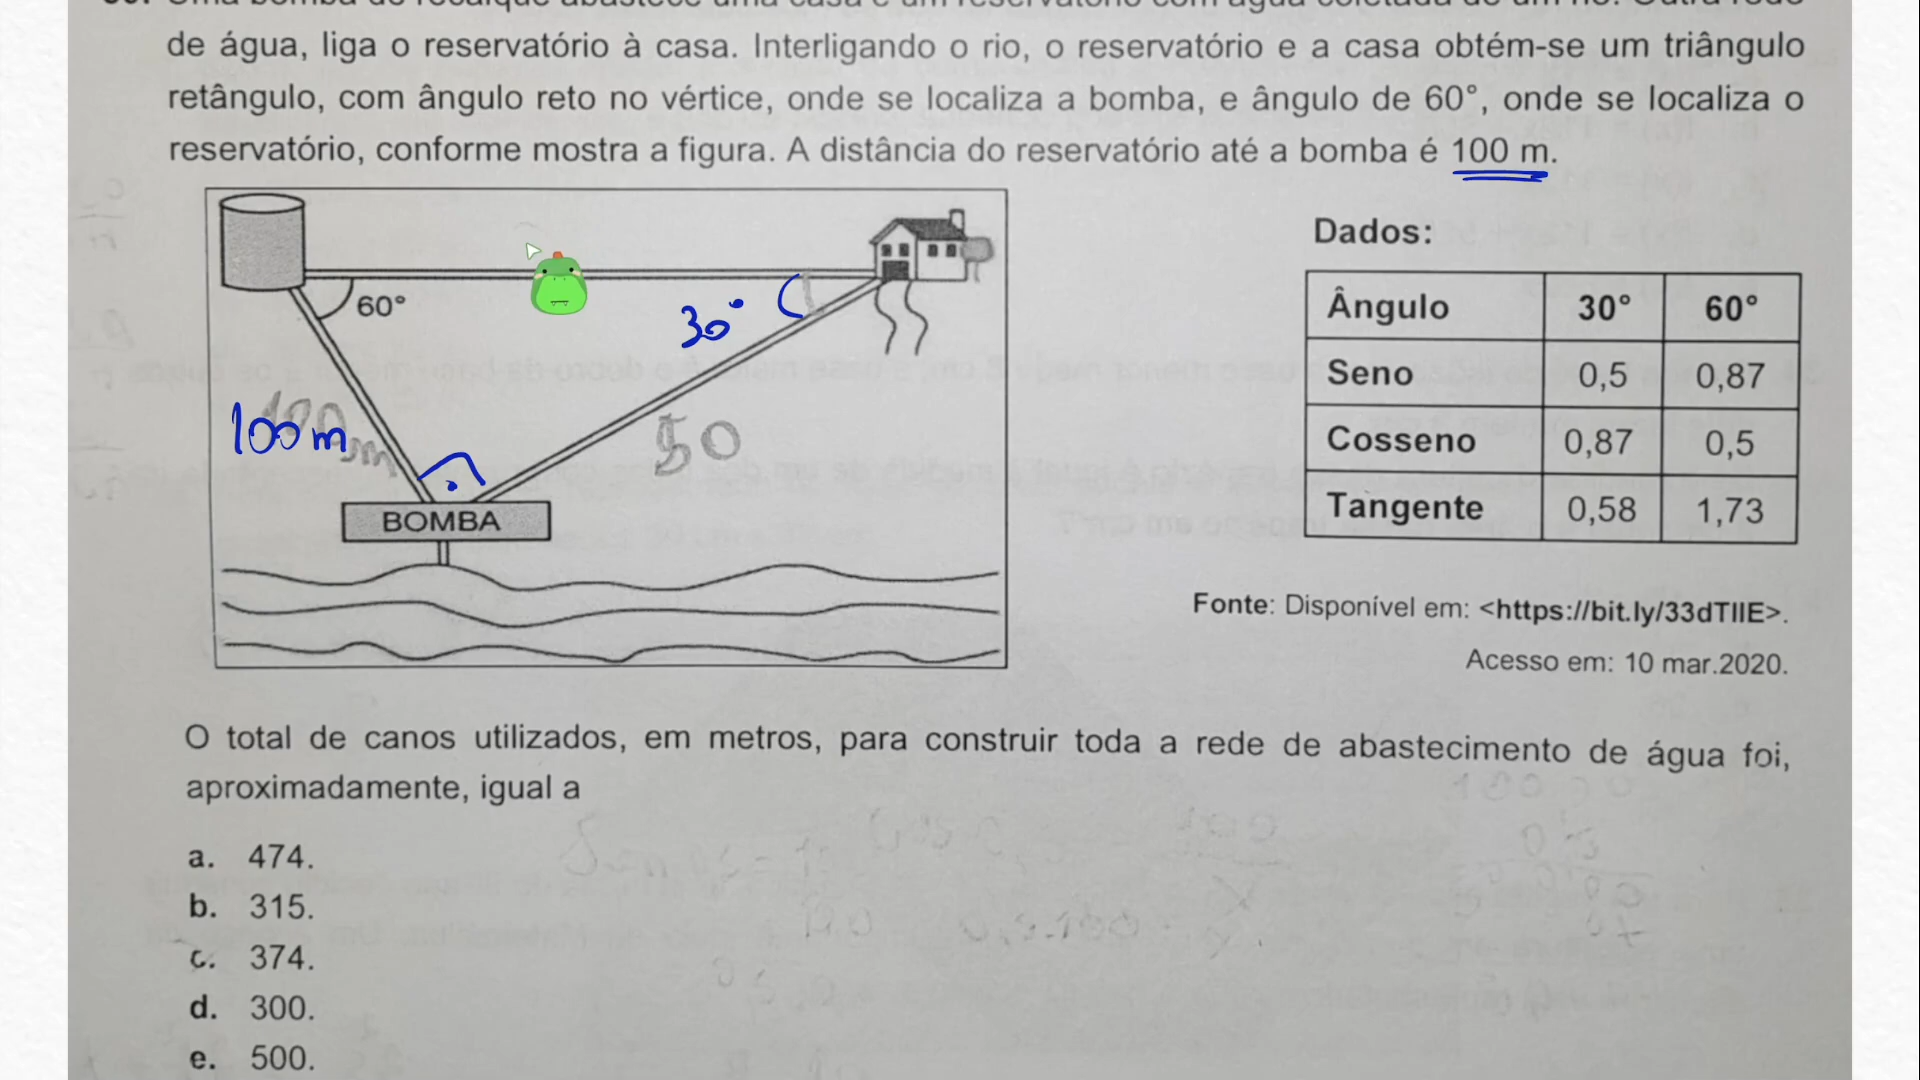 de água, liga o reservatório à casa. Interligando o rio, o reservatório e a casa obtém-se um triângulo
retângulo, com ângulo reto no vértice, onde se localiza a bomba, e ângulo de 60°, onde se localiza o
reservatório, conforme mostra a figura. A distância do reservatório até a bomba é 100 m.
60°
30°
100 m
100 m
50
BOMBA
Dados:
Ângulo 30° 60°
Seno 0,5 0,87
Cosseno 0,87 0,5
Tangente 0,58 1,73
Fonte: Disponível em: <https://bit.ly/33dTIIE>.
Acesso em: 10 mar.2020.
O total de canos utilizados, em metros, para construir toda a rede de abastecimento de água foi,
aproximadamente, igual a
a. 474.
b. 315.
c. 374.
d. 300.
e. 500.